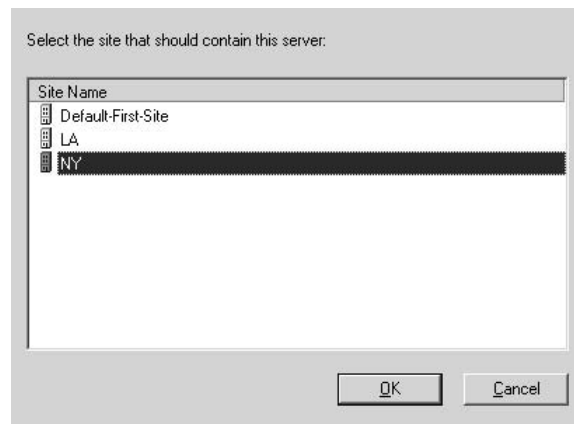 Select the site that should contain this server:
Site Name
Default-First-Site
LA
NY
OK
Cancel